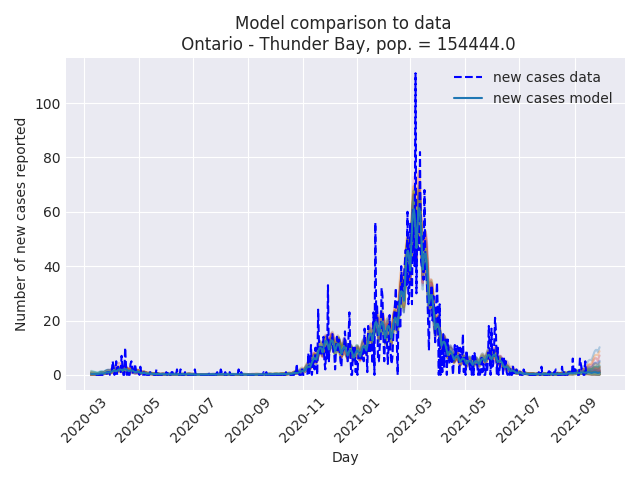 Model comparison to data
Ontario - Thunder Bay, pop. = 154444.0
new cases data
new cases model
Number of new cases reported
100
80
60
40
20
0
2020-03
2020-05
2020-07
2020-09
2020-11
2021-01
2021-03
2021-05
2021-07
2021-09
Day